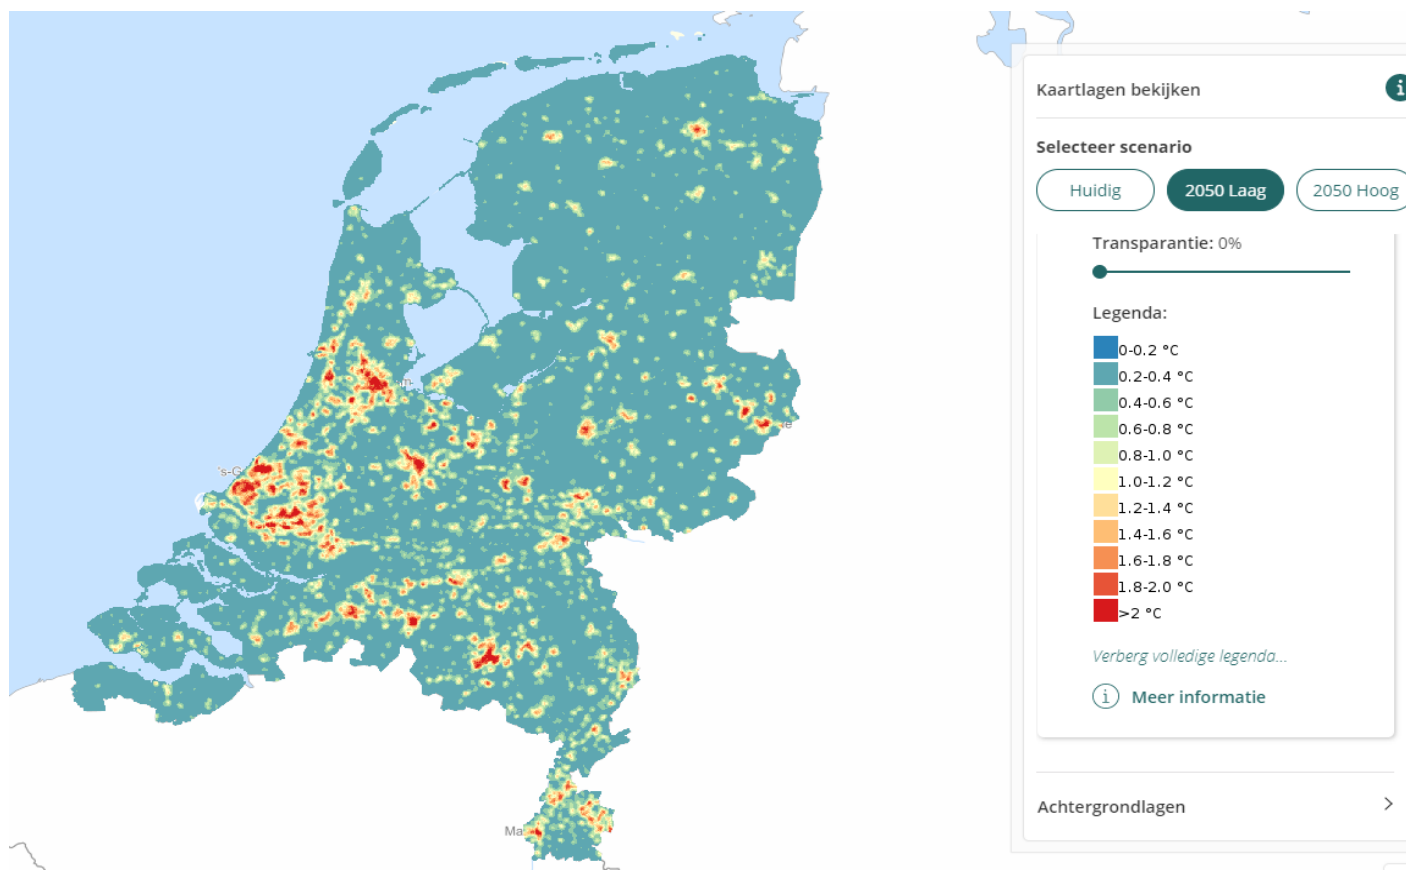 Kaartlagen bekijken
Selecteer scenario
Huidig
2050 Laag
2050 Hoog
Transparantie: 0%
Legenda:
0-0.2 °C
0.2-0.4 °C
0.4-0.6 °C
0.6-0.8 °C
0.8-1.0 °C
1.0-1.2 °C
1.2-1.4 °C
1.4-1.6 °C
1.6-1.8 °C
1.8-2.0 °C
>2 °C
Verberg volledige legenda...
i Meer informatie
Achtergrondlagen
's-G
Ma